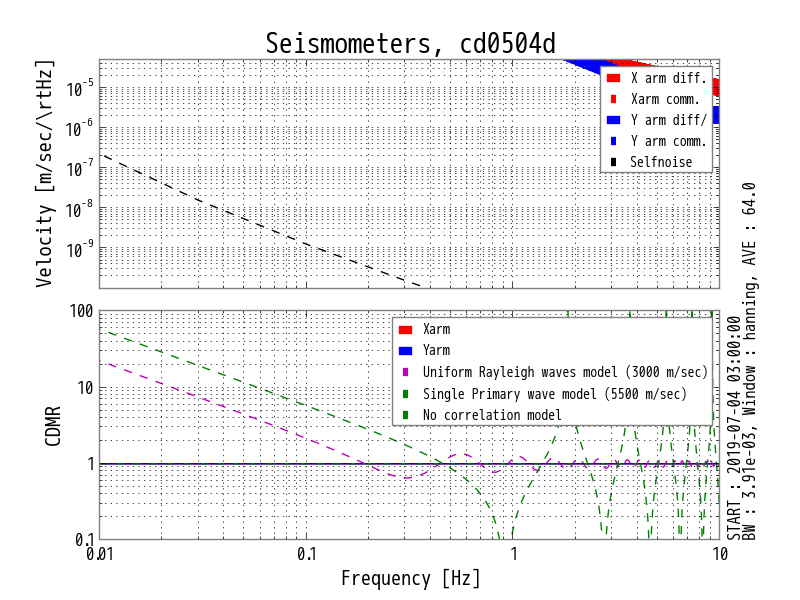 Seismometers, cd0504d
Velocity [m/sec/\rtHz]
10^-5
10^-6
10^-7
10^-8
10^-9
X arm diff.
Xarm comm.
Y arm diff/
Y arm comm.
Selfnoise
CDMR
100
10
1
0.1
Xarm
Yarm
Uniform Rayleigh waves model (3000 m/sec)
Single Primary wave model (5500 m/sec)
No correlation model
0.01
0.1
1
10
Frequency [Hz]
START : 2019-07-04 03:00:00
BW : 3.91e-03, Window : hanning, AVE : 64.0